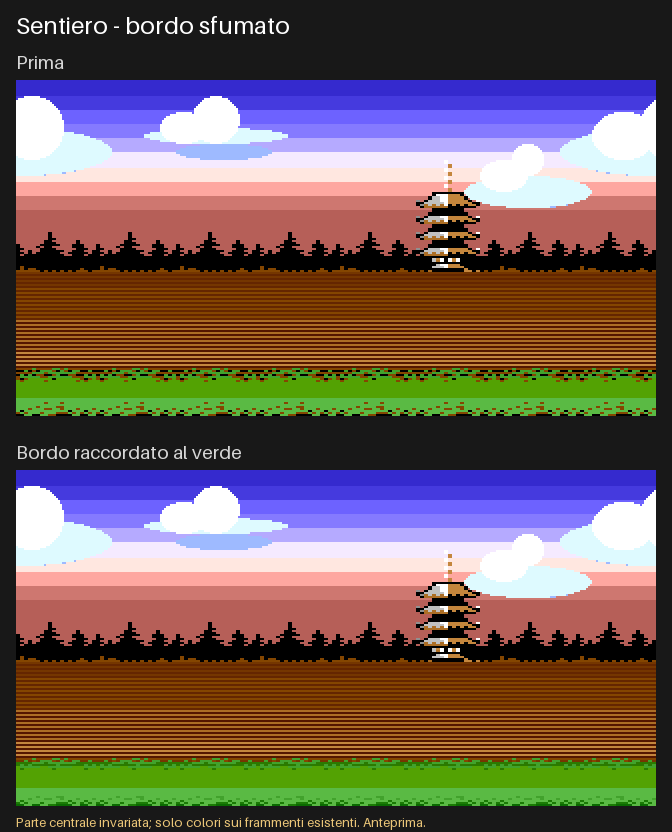 Sentiero - bordo sfumato
Prima
Bordo raccordato al verde
Parte centrale invariata; solo colori sui frammenti esistenti. Anteprima.